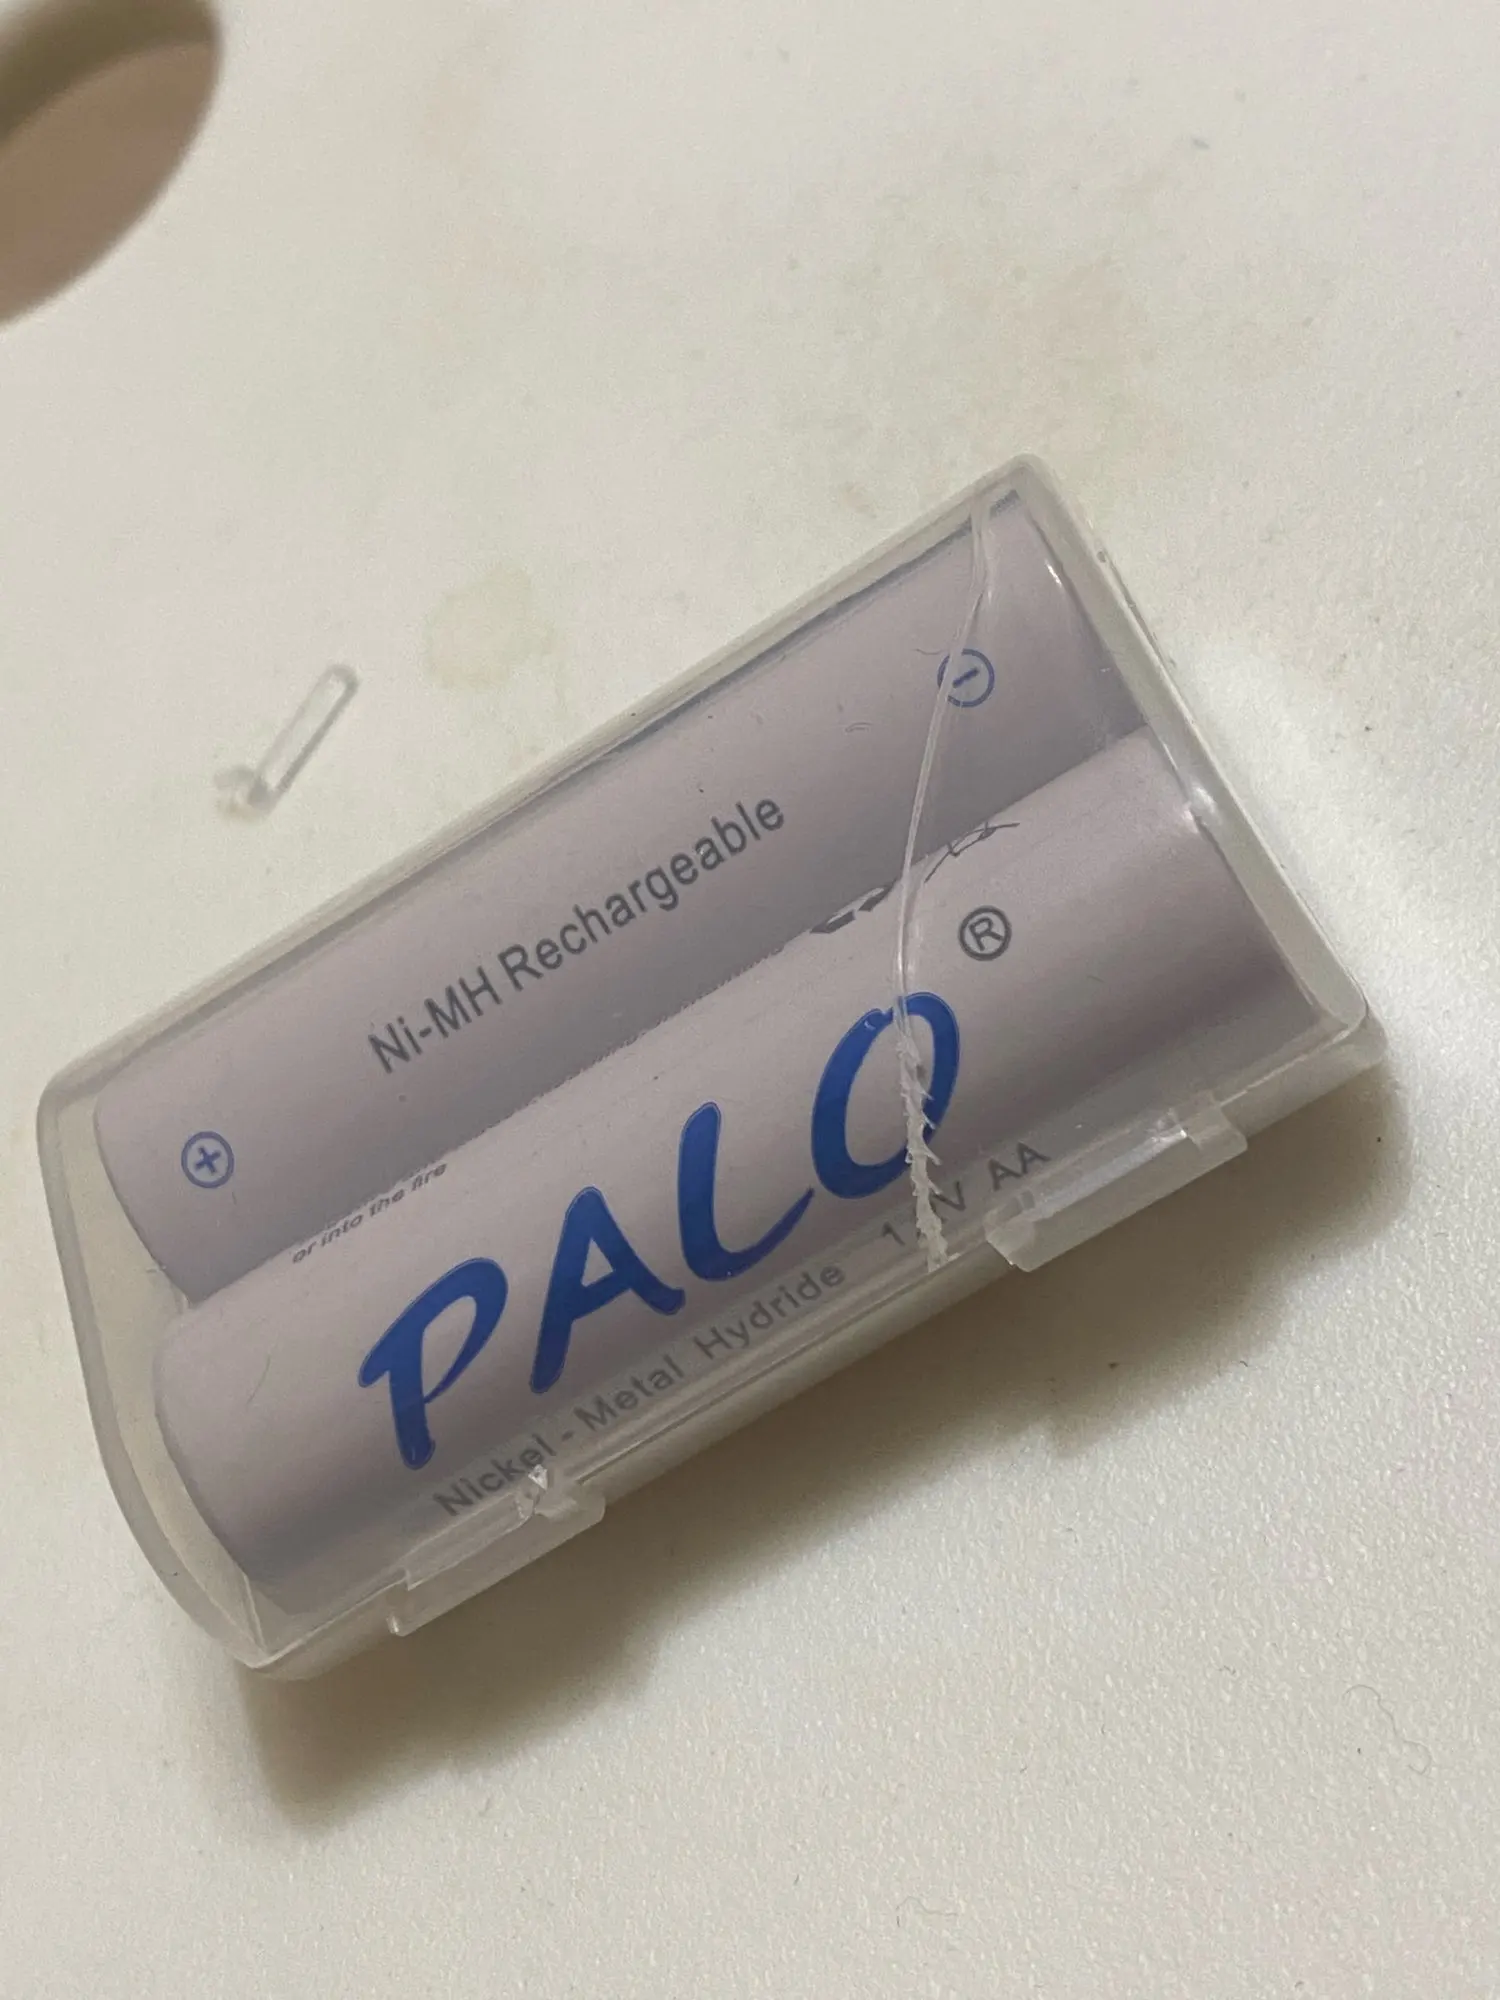 Ni-MH Rechargeable
or into the fire
PALO ®
Nickel-Metal Hydride AA